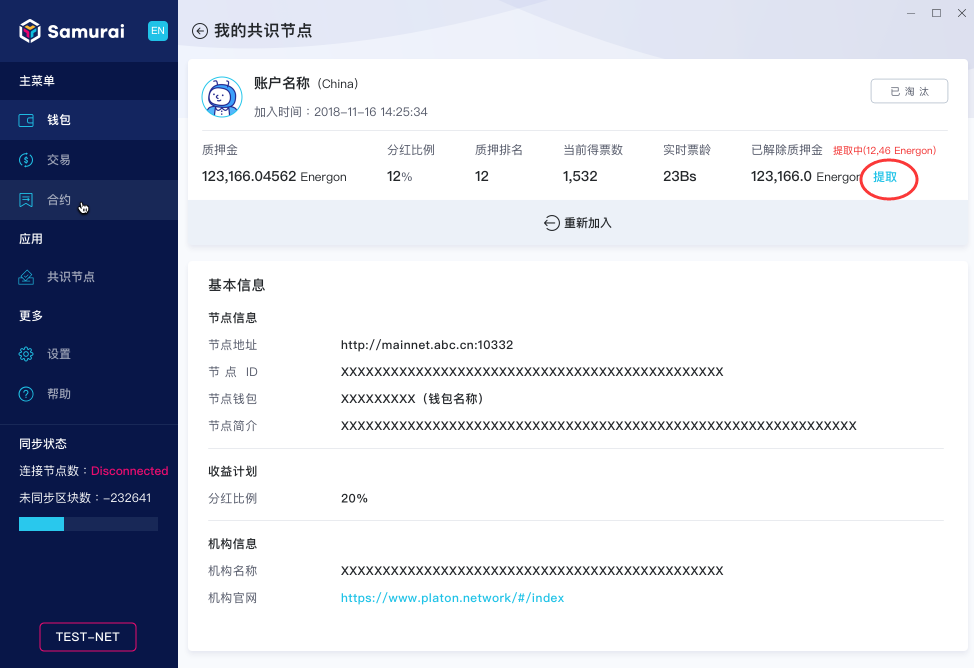 Samurai
EN
主菜单
钱包
交易
合约
应用
共识节点
更多
设置
帮助
同步状态
连接节点数：Disconnected
未同步区块数：-232641
TEST-NET
我的共识节点
账户名称（China）
加入时间：2018-11-16 14:25:34
已 淘 汰
质押金 分红比例 质押排名 当前得票数 实时票龄 已解除质押金 提取中(12,46 Energon)
123,166.04562 Energon 12% 12 1,532 23Bs 123,166.0 Energon 提取
重新加入
基本信息
节点信息
节点地址 http://mainnet.abc.cn:10332
节 点 ID XXXXXXXXXXXXXXXXXXXXXXXXXXXXXXXXXXXXXXXXXXXXXX
节点钱包 XXXXXXXXX（钱包名称）
节点简介 XXXXXXXXXXXXXXXXXXXXXXXXXXXXXXXXXXXXXXXXXXXXXXXXXXXXXXXXXXXXXX
收益计划
分红比例 20%
机构信息
机构名称 XXXXXXXXXXXXXXXXXXXXXXXXXXXXXXXXXXXXXXXXXXXXXX
机构官网 https://www.platon.network/#/index